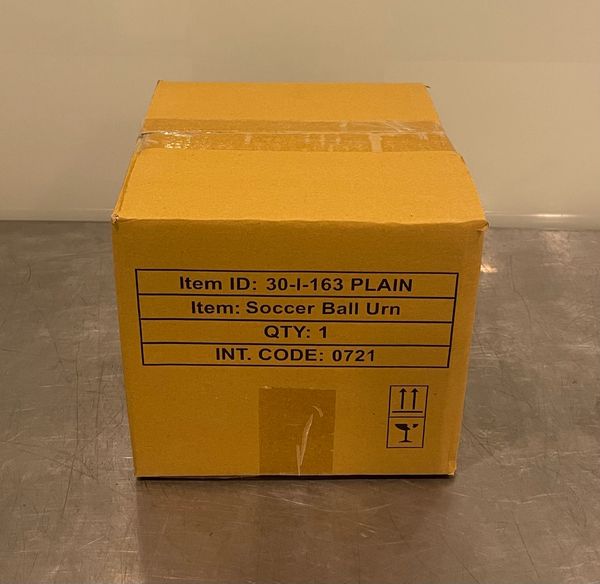 Item ID: 30-I-163 PLAIN
Item: Soccer Ball Urn
QTY: 1
INT. CODE: 0721